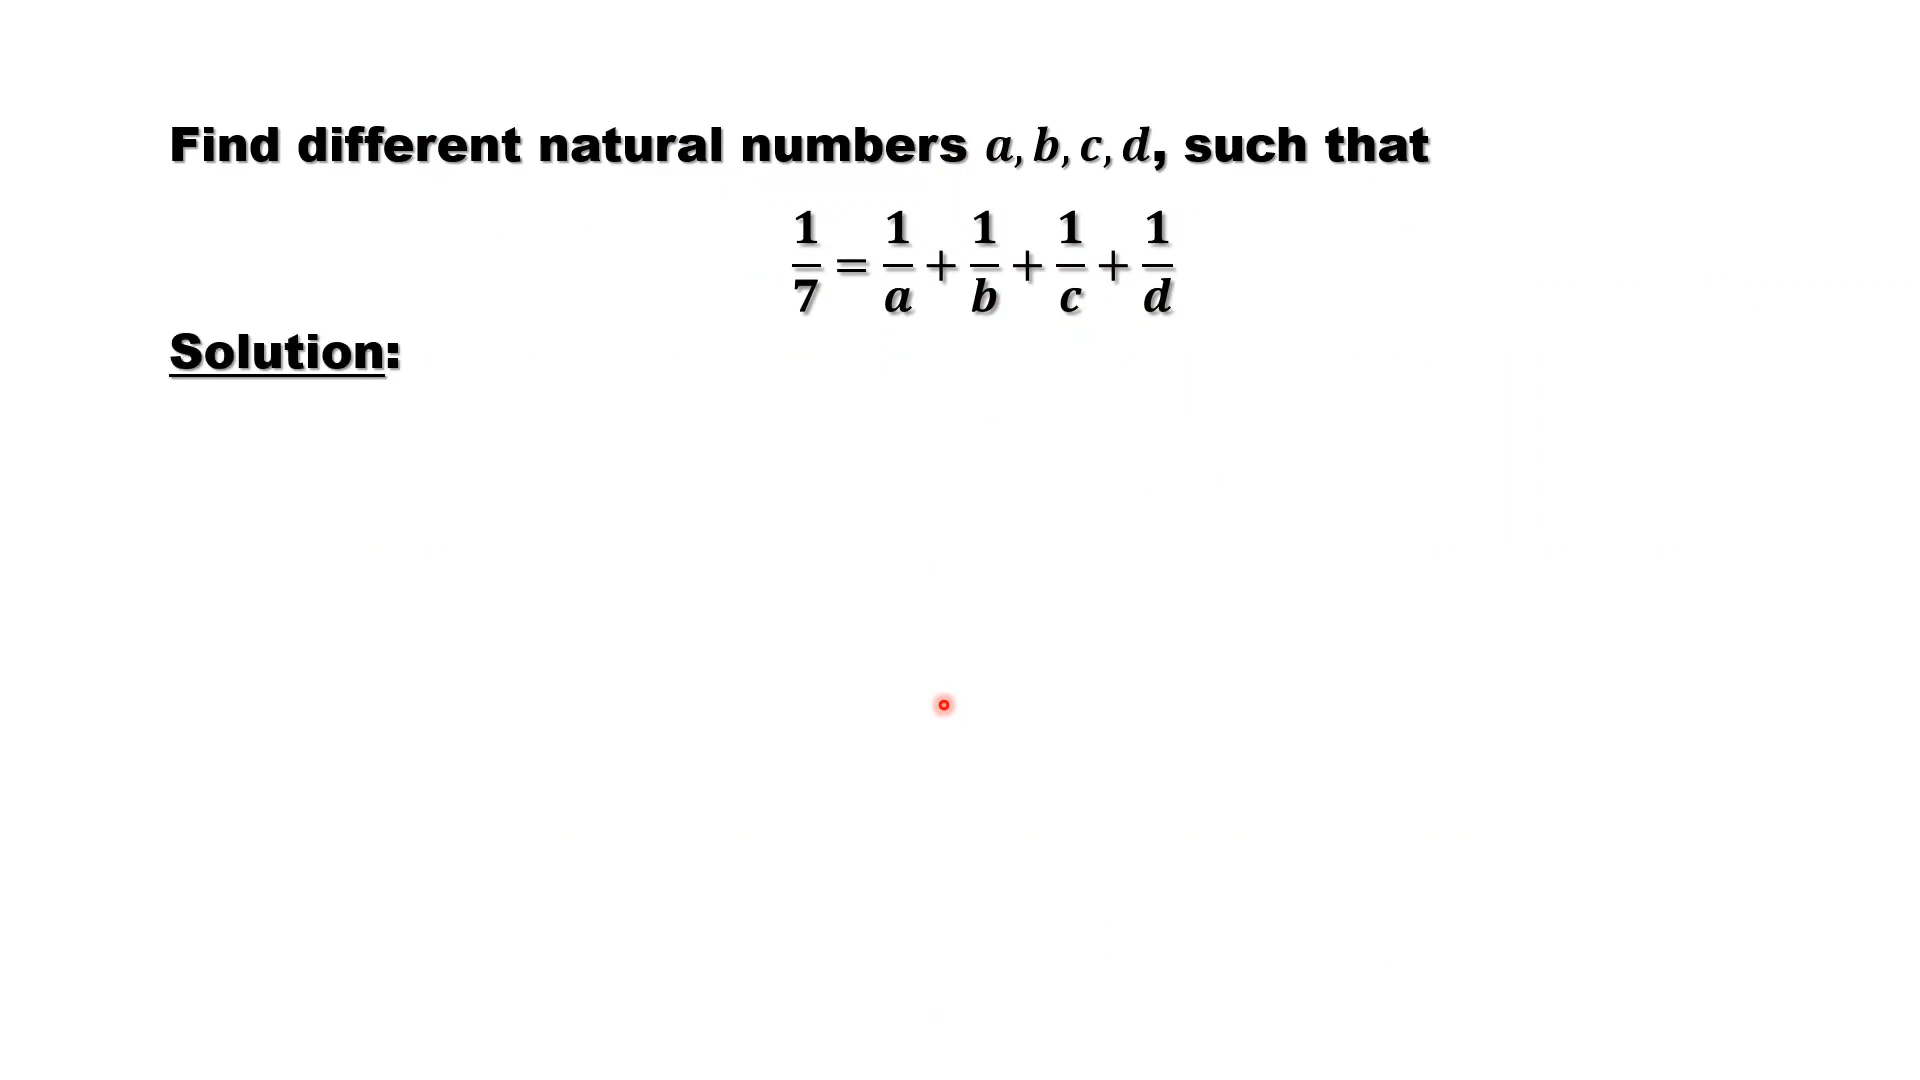 Find different natural numbers a, b, c, d, such that
1/7 = 1/a + 1/b + 1/c + 1/d
Solution: